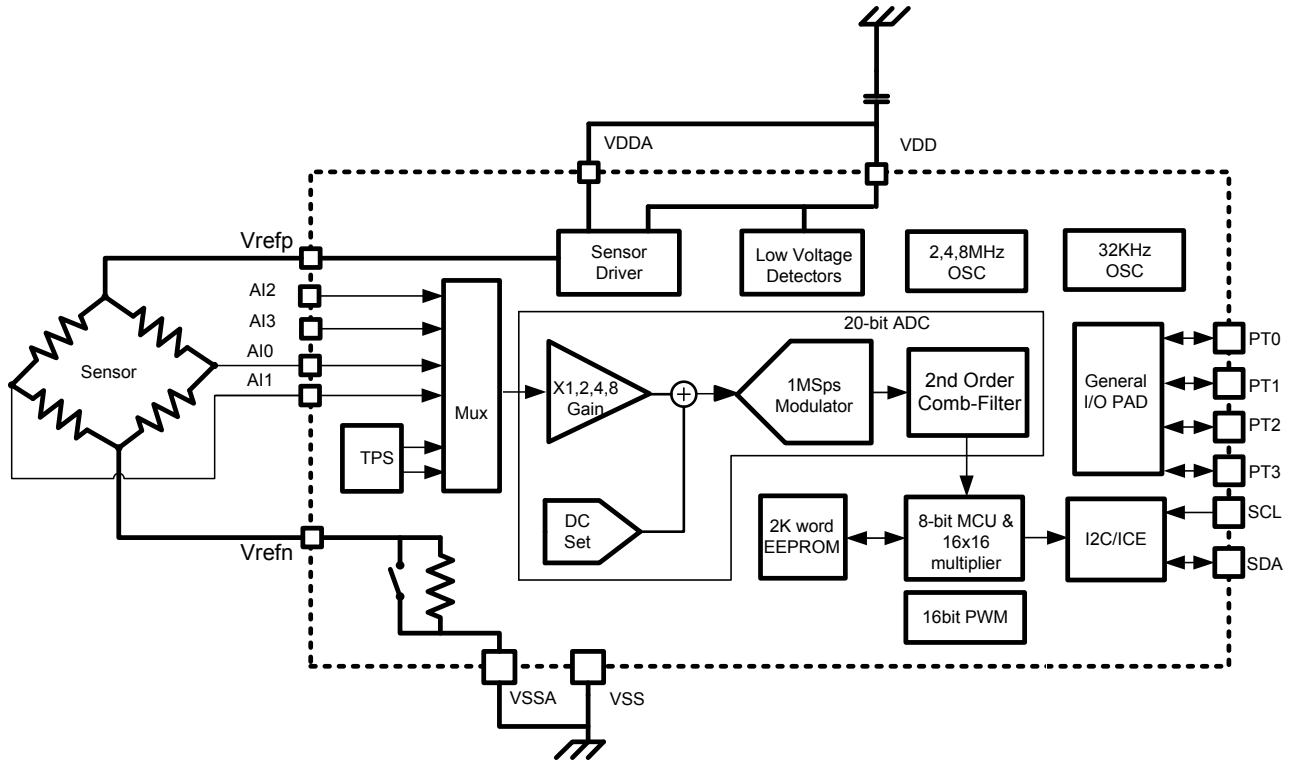 VDDA
VDD
Vrefp
Sensor
Driver
Low Voltage
Detectors
2,4,8MHz
OSC
32KHz
OSC
AI2
AI3
AI0
AI1
Sensor
Mux
TPS
20-bit ADC
X1,2,4,8
Gain
+
1MSps
Modulator
2nd Order
Comb-Filter
General
I/O PAD
PT0
PT1
PT2
PT3
DC
Set
2K word
EEPROM
8-bit MCU &
16x16
multiplier
I2C/ICE
SCL
SDA
Vrefn
16bit PWM
VSSA
VSS